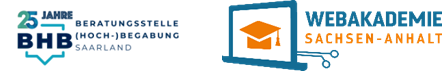 25 JAHRE
BHB
BERATUNGSSTELLE
(HOCH-)BEGABUNG
SAARLAND
WEBAKADEMIE
SACHSEN-ANHALT